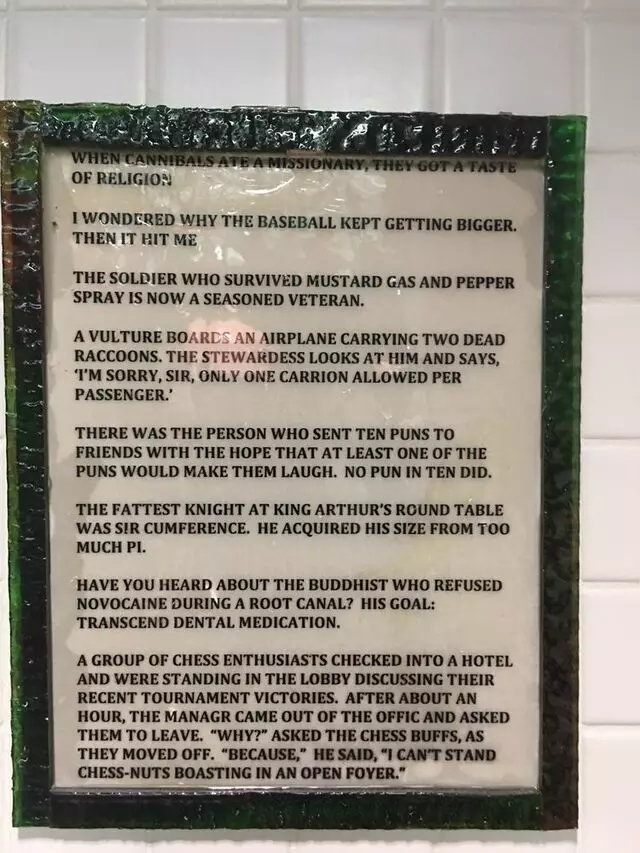 WHEN CANNIBALS ATE A MISSIONARY, THEY GOT A TASTE
OF RELIGION
I WONDERED WHY THE BASEBALL KEPT GETTING BIGGER.
THEN IT HIT ME
THE SOLDIER WHO SURVIVED MUSTARD GAS AND PEPPER
SPRAY IS NOW A SEASONED VETERAN.
A VULTURE BOARDS AN AIRPLANE CARRYING TWO DEAD
RACCOONS. THE STEWARDESS LOOKS AT HIM AND SAYS,
'I'M SORRY, SIR, ONLY ONE CARRION ALLOWED PER
PASSENGER.'
THERE WAS THE PERSON WHO SENT TEN PUNS TO
FRIENDS WITH THE HOPE THAT AT LEAST ONE OF THE
PUNS WOULD MAKE THEM LAUGH. NO PUN IN TEN DID.
THE FATTEST KNIGHT AT KING ARTHUR'S ROUND TABLE
WAS SIR CUMFERENCE. HE ACQUIRED HIS SIZE FROM TOO
MUCH PI.
HAVE YOU HEARD ABOUT THE BUDDHIST WHO REFUSED
NOVOCAINE DURING A ROOT CANAL? HIS GOAL:
TRANSCEND DENTAL MEDICATION.
A GROUP OF CHESS ENTHUSIASTS CHECKED INTO A HOTEL
AND WERE STANDING IN THE LOBBY DISCUSSING THEIR
RECENT TOURNAMENT VICTORIES. AFTER ABOUT AN
HOUR, THE MANAGR CAME OUT OF THE OFFIC AND ASKED
THEM TO LEAVE. "WHY?" ASKED THE CHESS BUFFS, AS
THEY MOVED OFF. "BECAUSE," HE SAID, "I CAN'T STAND
CHESS-NUTS BOASTING IN AN OPEN FOYER."